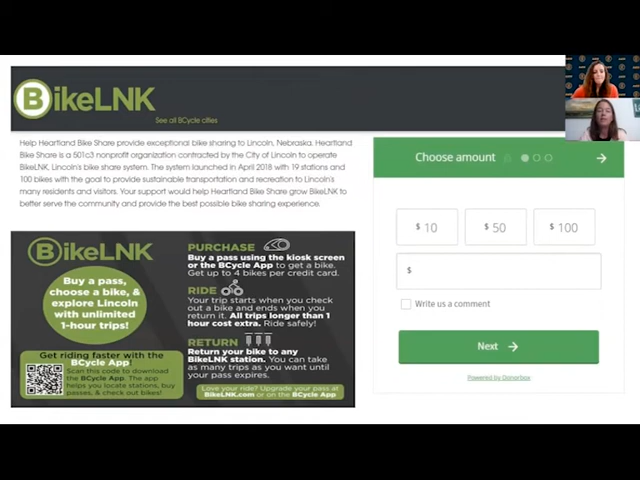 BikeLNK
See all BCycle cities
Help Heartland Bike Share provide exceptional bike sharing to Lincoln, Nebraska. Heartland
Bike Share is a 501c3 nonprofit organization contracted by the City of Lincoln to operate
BikeLNK, Lincoln's bike share system. The system launched in April 2018 with 19 stations and
100 bikes with the goal to provide sustainable transportation and recreation to Lincoln's
many residents and visitors. Your support would help Heartland Bike Share grow BikeLNK to
better serve the community and provide the best possible bike sharing experience.
BikeLNK
Buy a pass,
choose a bike, &
explore Lincoln
with unlimited
1-hour trips!
Get riding faster with the
BCycle App
Scan this code to download
the BCycle App. The app
helps you locate stations, buy
passes, & check out bikes!
PURCHASE
Buy a pass using the kiosk screen
or the BCycle App to get a bike.
Get up to 4 bikes per credit card.
RIDE
Your trip starts when you check
out a bike and ends when you
return it. All trips longer than 1
hour cost extra. Ride safely!
RETURN
Return your bike to any
BikeLNK station. You can take
as many trips as you want until
your pass expires.
Love your ride? Upgrade your pass at
BikeLNK.com or on the BCycle App
Choose amount
$ 10
$ 50
$ 100
$
Write us a comment
Next
Powered by Donorbox